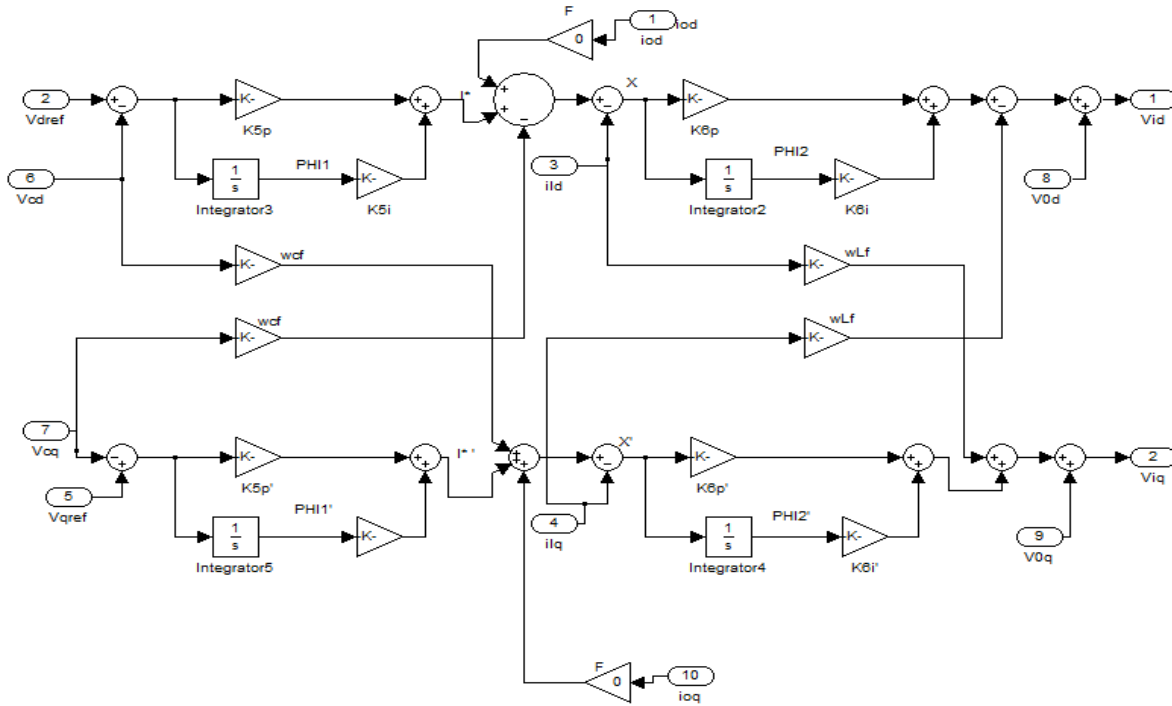 F
1
iod
iod
0
2
Vdref
K-
K5p
I*
X
K-
K6p
1
Vid
6
Vcd
1
s
Integrator3
PHI1
K-
K5i
3
ild
1
s
Integrator2
PHI2
K-
K6i
8
V0d
K-
wcf
K-
wLf
K-
wcf
K-
wLf
7
Vcq
K-
K5p'
I* '
X'
K-
K6p'
2
Viq
5
Vqref
1
s
Integrator5
PHI1'
K-
4
ilq
1
s
Integrator4
PHI2'
K-
K6i'
9
V0q
F
0
10
ioq